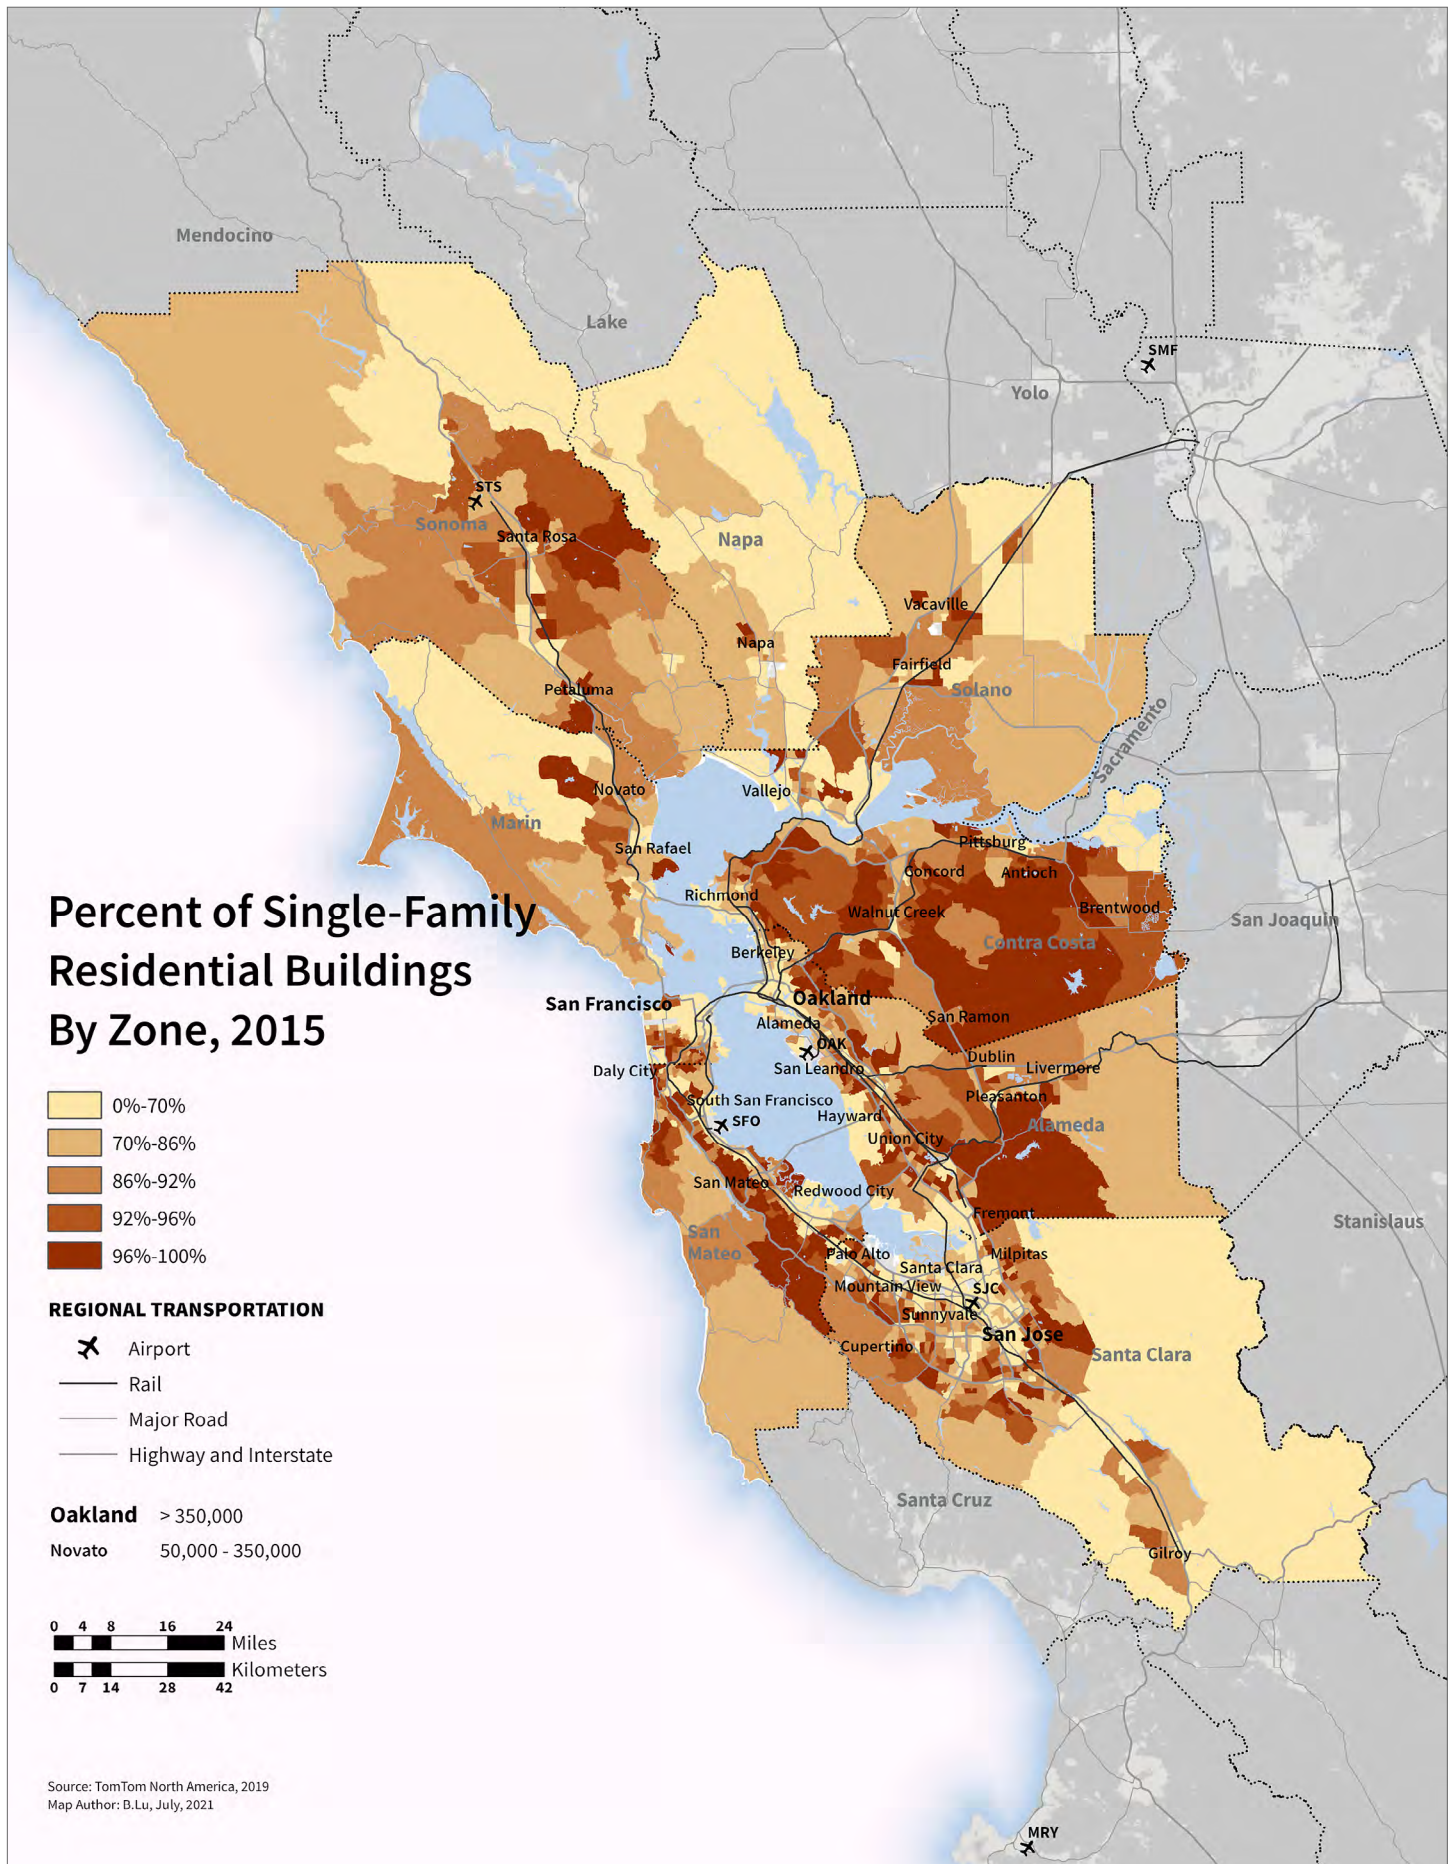 Mendocino
Lake
SMF
Yolo
STS
Sonoma
Santa Rosa
Napa
Vacaville
Napa
Fairfield
Solano
Petaluma
Sacramento
Novato
Vallejo
Marin
San Rafael
Pittsburg
Concord
Antioch
Richmond
Walnut Creek
Brentwood
San Joaquin
Contra Costa
Berkeley
Percent of Single-Family
Residential Buildings
By Zone, 2015
San Francisco
Oakland
San Ramon
Alameda
OAK
Dublin
Daly City
San Leandro
Livermore
South San Francisco
Pleasanton
SFO
Hayward
Alameda
Union City
San Mateo
Redwood City
Fremont
Stanislaus
San
Mateo
Palo Alto
Milpitas
Santa Clara
Mountain View
SJC
Sunnyvale
San Jose
Cupertino
Santa Clara
Santa Cruz
Gilroy
MRY
0%-70%
70%-86%
86%-92%
92%-96%
96%-100%
REGIONAL TRANSPORTATION
Airport
Rail
Major Road
Highway and Interstate
Oakland > 350,000
Novato 50,000 - 350,000
0 4 8 16 24
Miles
Kilometers
0 7 14 28 42
Source: TomTom North America, 2019
Map Author: B.Lu, July, 2021